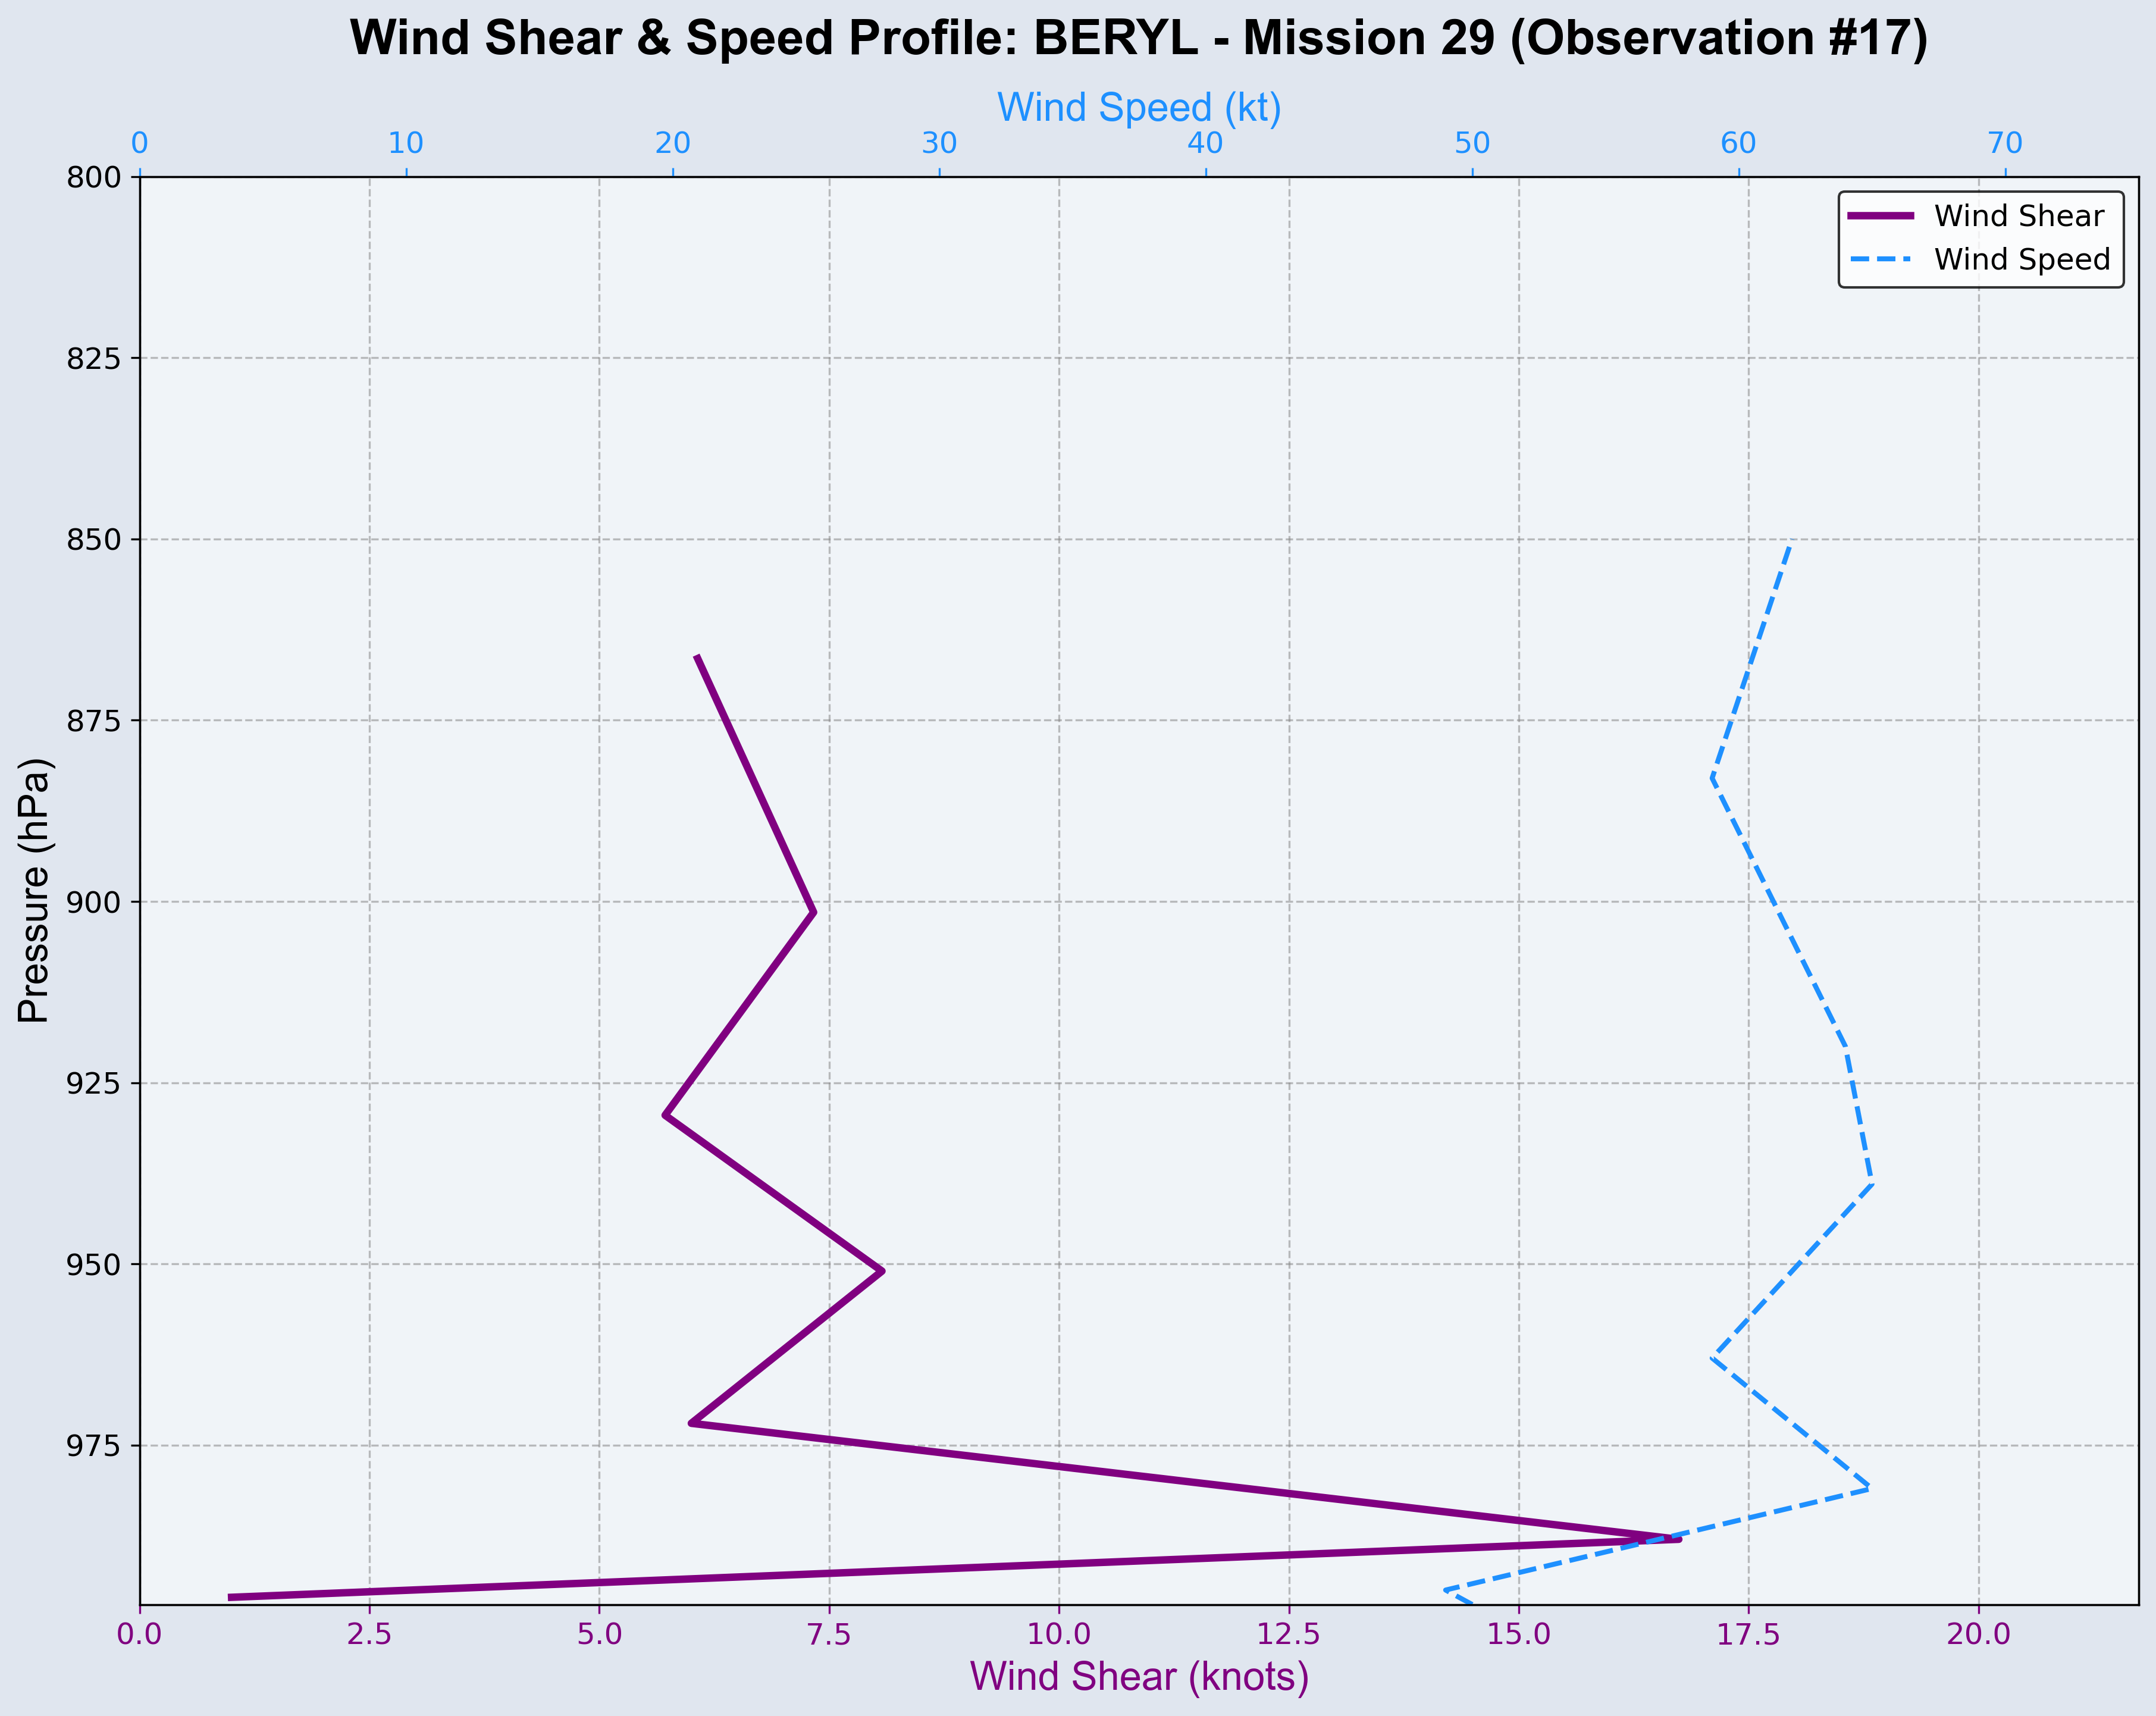 Wind Shear & Speed Profile: BERYL - Mission 29 (Observation #17)
Wind Speed (kt)
0 10 20 30 40 50 60 70
Wind Shear
Wind Speed
Pressure (hPa)
800
825
850
875
900
925
950
975
0.0 2.5 5.0 7.5 10.0 12.5 15.0 17.5 20.0
Wind Shear (knots)